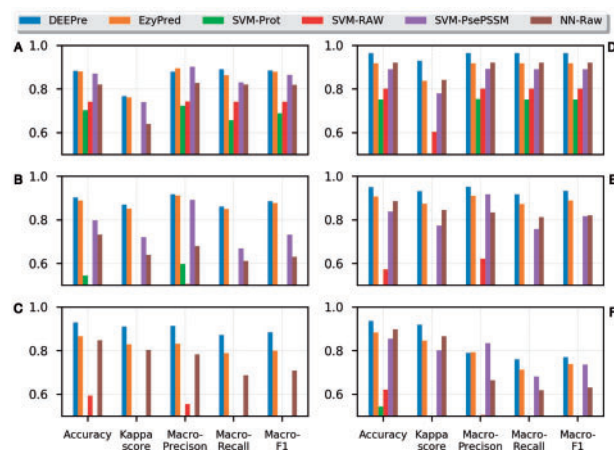 DEEPre EzyPred SVM-Prot SVM-RAW SVM-PsePSSM NN-Raw
A 1.0 0.8 0.6
1.0 0.8 0.6 D
B 1.0 0.8 0.6
1.0 0.8 0.6 E
C 1.0 0.8 0.6
1.0 0.8 0.6 F
Accuracy Kappa Macro- Macro- Macro- Accuracy Kappa Macro- Macro- Macro-
score Precison Recall F1 score Precison Recall F1